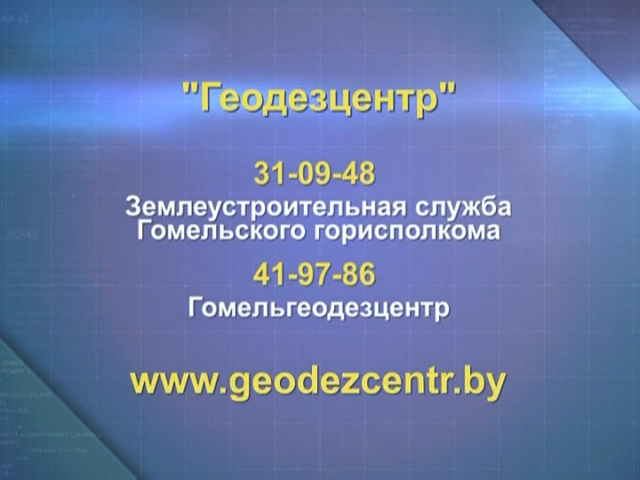 "Геодезцентр"
31-09-48
Землеустроительная служба
Гомельского горисполкома
41-97-86
Гомельгеодезцентр
www.geodezcentr.by